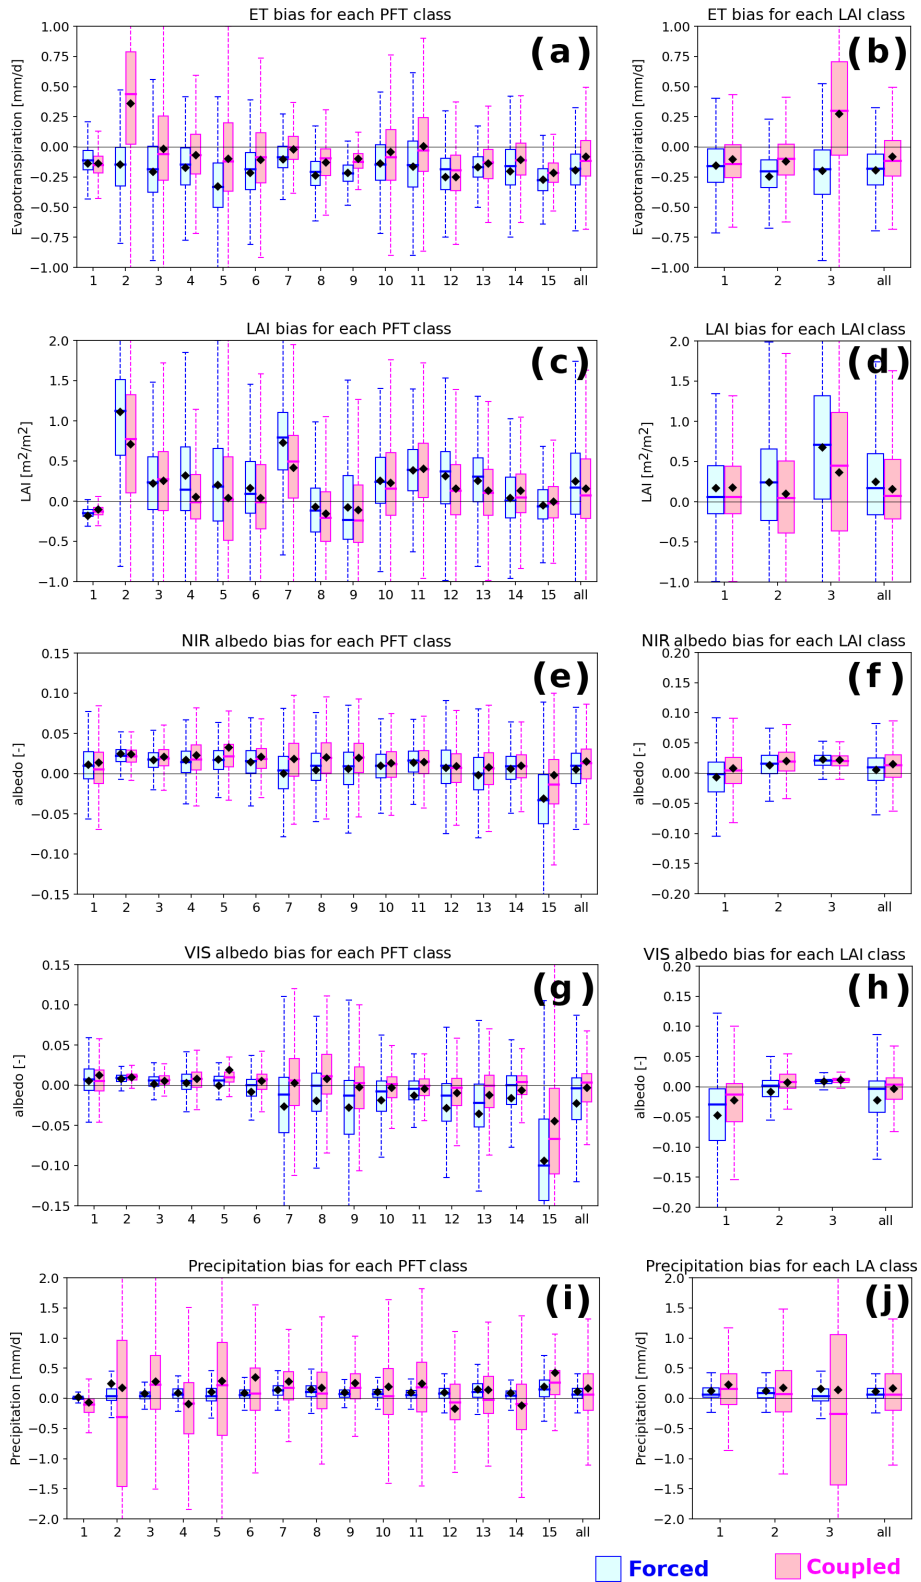 ET bias for each PFT class
ET bias for each LAI class
(a)
(b)
Evapotranspiration [mm/d]
1.00
0.75
0.50
0.25
0.00
−0.25
−0.50
−0.75
−1.00
1 2 3 4 5 6 7 8 9 10 11 12 13 14 15 all
Evapotranspiration [mm/d]
1.00
0.75
0.50
0.25
0.00
−0.25
−0.50
−0.75
−1.00
1 2 3 all
LAI bias for each PFT class
LAI bias for each LAI class
(c)
(d)
LAI [m2/m2]
2.0
1.5
1.0
0.5
0.0
−0.5
−1.0
1 2 3 4 5 6 7 8 9 10 11 12 13 14 15 all
LAI [m2/m2]
2.0
1.5
1.0
0.5
0.0
−0.5
−1.0
1 2 3 all
NIR albedo bias for each PFT class
NIR albedo bias for each LAI class
(e)
(f)
albedo [-]
0.15
0.10
0.05
0.00
−0.05
−0.10
−0.15
1 2 3 4 5 6 7 8 9 10 11 12 13 14 15 all
albedo [-]
0.20
0.15
0.10
0.05
0.00
−0.05
−0.10
−0.15
−0.20
1 2 3 all
VIS albedo bias for each PFT class
VIS albedo bias for each LAI class
(g)
(h)
albedo [-]
0.15
0.10
0.05
0.00
−0.05
−0.10
−0.15
1 2 3 4 5 6 7 8 9 10 11 12 13 14 15 all
albedo [-]
0.20
0.15
0.10
0.05
0.00
−0.05
−0.10
−0.15
−0.20
1 2 3 all
Precipitation bias for each PFT class
Precipitation bias for each LA class
(i)
(j)
Precipitation [mm/d]
2.0
1.5
1.0
0.5
0.0
−0.5
−1.0
−1.5
−2.0
1 2 3 4 5 6 7 8 9 10 11 12 13 14 15 all
Precipitation [mm/d]
2.0
1.5
1.0
0.5
0.0
−0.5
−1.0
−1.5
−2.0
1 2 3 all
Forced
Coupled